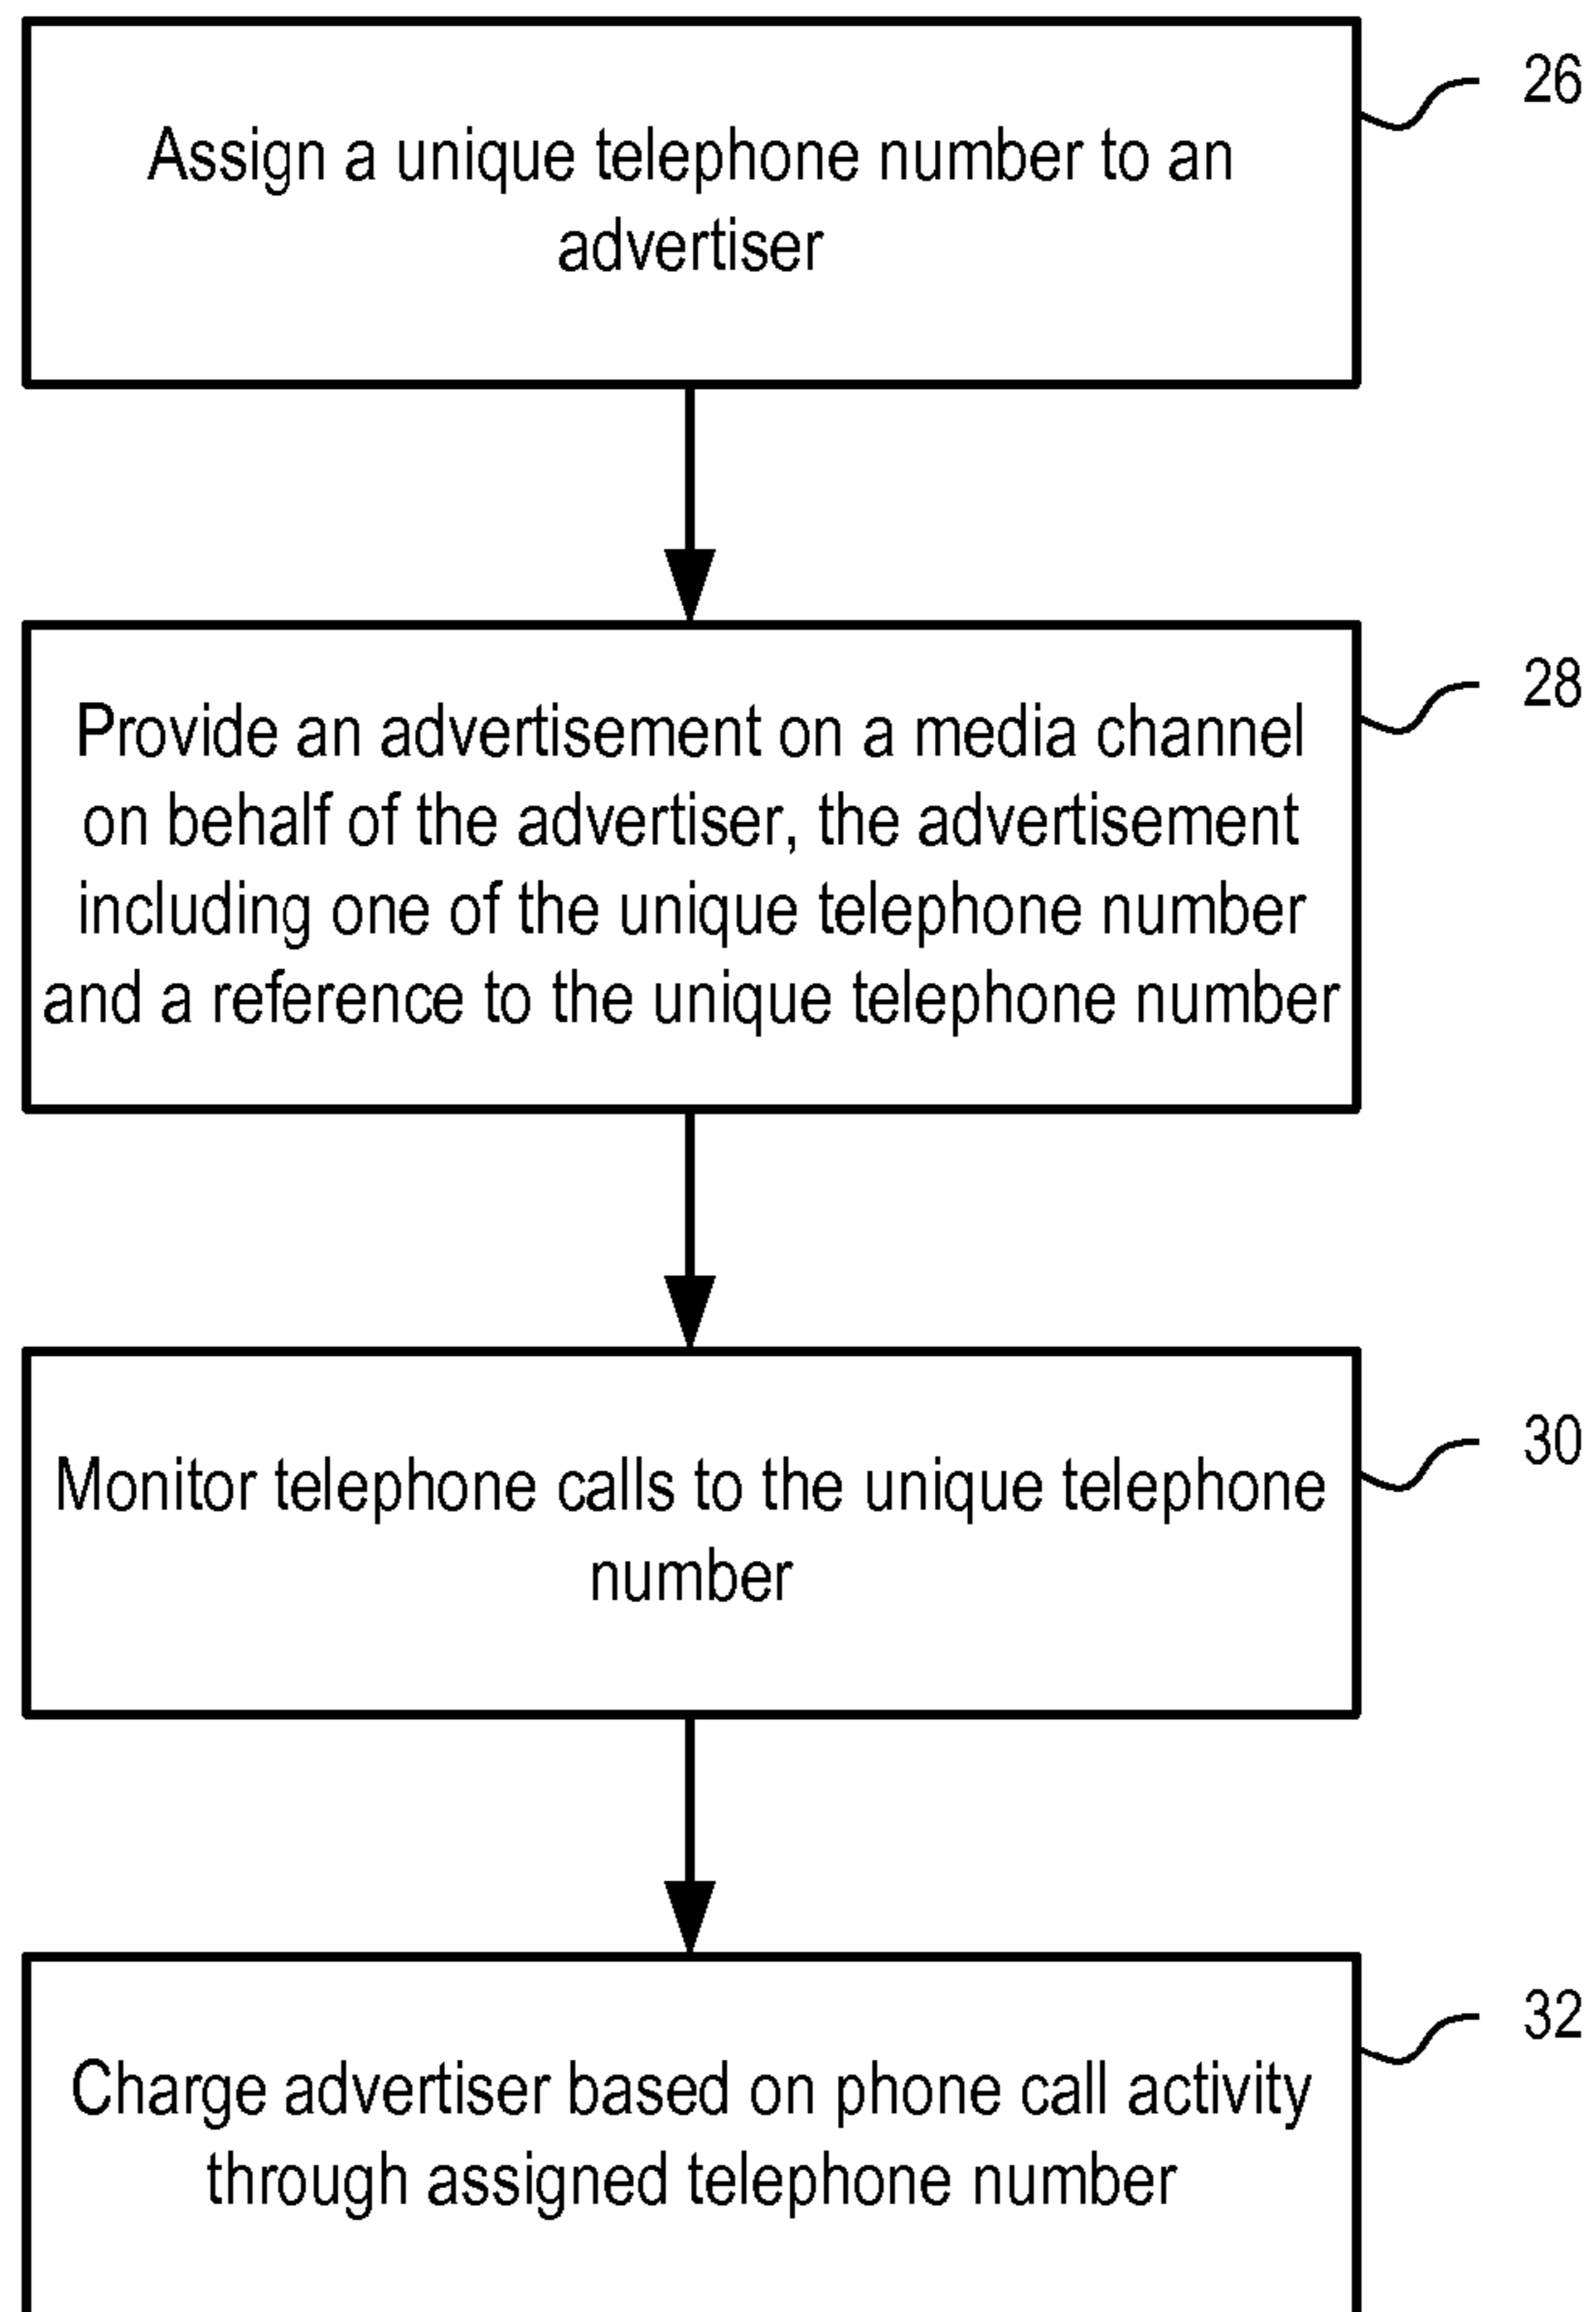 26
Assign a unique telephone number to an
advertiser
28
Provide an advertisement on a media channel
on behalf of the advertiser, the advertisement
including one of the unique telephone number
and a reference to the unique telephone number
30
Monitor telephone calls to the unique telephone
number
32
Charge advertiser based on phone call activity
through assigned telephone number